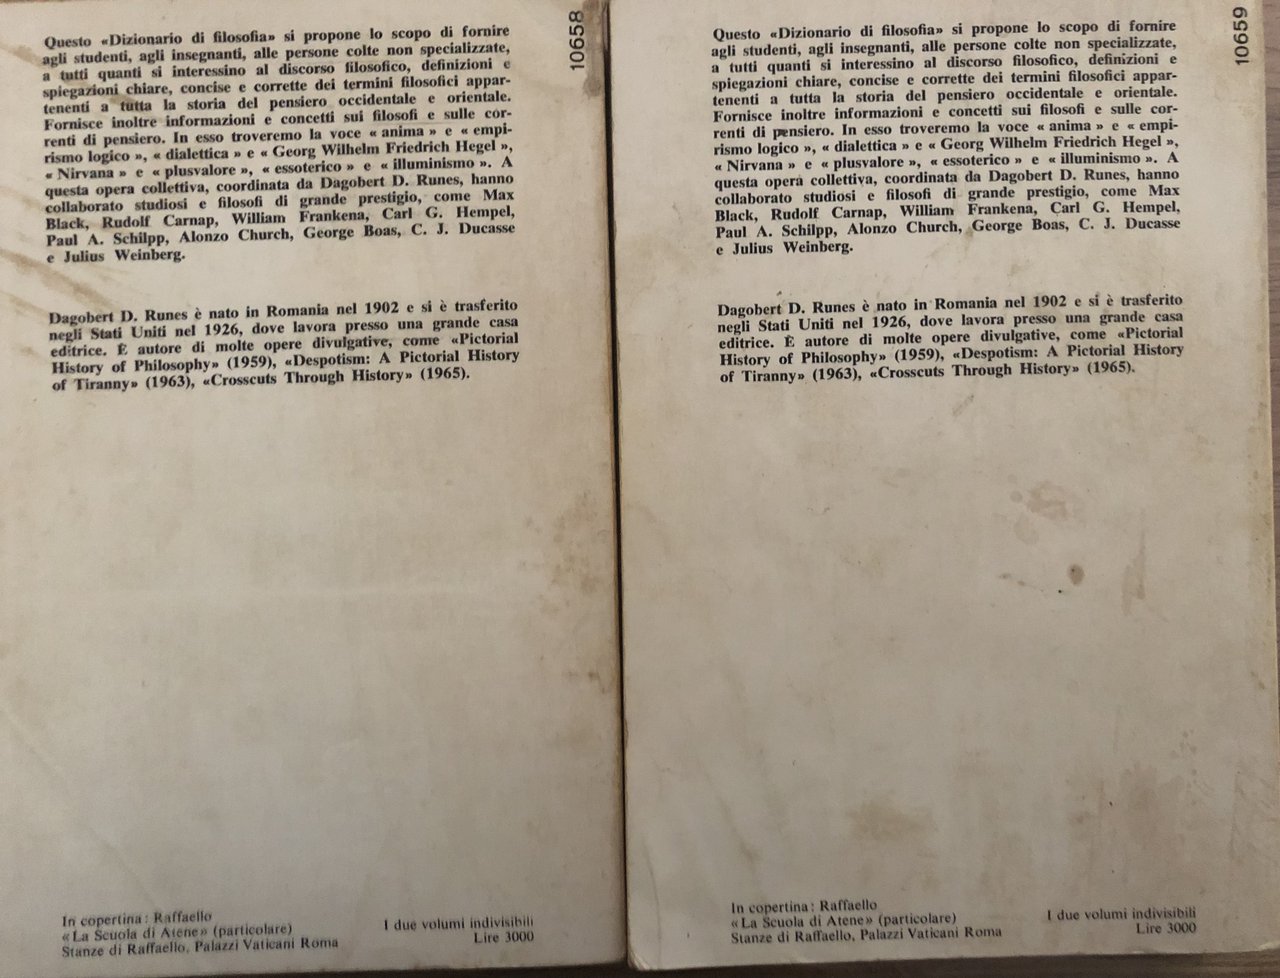 Questo «Dizionario di filosofia» si propone lo scopo di fornire
agli studenti, agli insegnanti, alle persone colte non specializzate,
a tutti quanti si interessino al discorso filosofico, definizioni e
spiegazioni chiare, concise e corrette dei termini filosofici appar-
tenenti a tutta la storia del pensiero occidentale e orientale.
Fornisce inoltre informazioni e concetti sui filosofi e sulle cor-
renti di pensiero. In esso troveremo la voce « anima » e « empi-
rismo logico », « dialettica » e « Georg Wilhelm Friedrich Hegel »,
« Nirvana » e « plusvalore », « essoterico » e « illuminismo ». A
questa opera collettiva, coordinata da Dagobert D. Runes, hanno
collaborato studiosi e filosofi di grande prestigio, come Max
Black, Rudolf Carnap, William Frankena, Carl G. Hempel,
Paul A. Schilpp, Alonzo Church, George Boas, C. J. Ducasse
e Julius Weinberg.
Dagobert D. Runes è nato in Romania nel 1902 e si è trasferito
negli Stati Uniti nel 1926, dove lavora presso una grande casa
editrice. È autore di molte opere divulgative, come «Pictorial
History of Philosophy» (1959), «Despotism: A Pictorial History
of Tiranny» (1963), «Crosscuts Through History» (1965).
In copertina: Raffaello
«La Scuola di Atene» (particolare)
Stanze di Raffaello, Palazzi Vaticani Roma
I due volumi indivisibili
Lire 3000
10658
Questo «Dizionario di filosofia» si propone lo scopo di fornire
agli studenti, agli insegnanti, alle persone colte non specializzate,
a tutti quanti si interessino al discorso filosofico, definizioni e
spiegazioni chiare, concise e corrette dei termini filosofici appar-
tenenti a tutta la storia del pensiero occidentale e orientale.
Fornisce inoltre informazioni e concetti sui filosofi e sulle cor-
renti di pensiero. In esso troveremo la voce « anima » e « empi-
rismo logico », « dialettica » e « Georg Wilhelm Friedrich Hegel »,
« Nirvana » e « plusvalore », « essoterico » e « illuminismo ». A
questa opera collettiva, coordinata da Dagobert D. Runes, hanno
collaborato studiosi e filosofi di grande prestigio, come Max
Black, Rudolf Carnap, William Frankena, Carl G. Hempel,
Paul A. Schilpp, Alonzo Church, George Boas, C. J. Ducasse
e Julius Weinberg.
Dagobert D. Runes è nato in Romania nel 1902 e si è trasferito
negli Stati Uniti nel 1926, dove lavora presso una grande casa
editrice. È autore di molte opere divulgative, come «Pictorial
History of Philosophy» (1959), «Despotism: A Pictorial History
of Tiranny» (1963), «Crosscuts Through History» (1965).
In copertina: Raffaello
«La Scuola di Atene» (particolare)
Stanze di Raffaello, Palazzi Vaticani Roma
I due volumi indivisibili
Lire 3000
10659